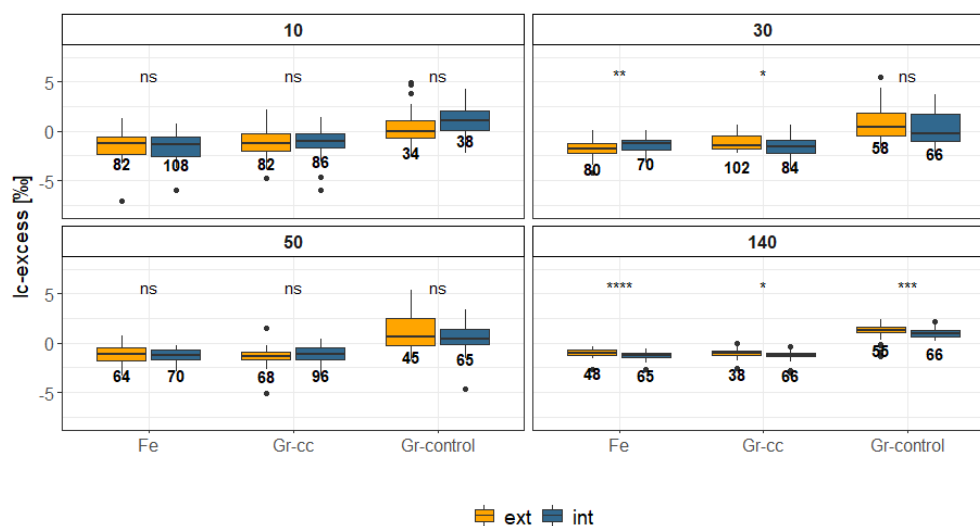 10
30
ns
ns
ns
**
*
ns
5
0
-5
82
108
82
86
34
38
80
70
102
84
58
66
lc-excess [‰]
50
140
ns
ns
ns
****
*
***
5
0
-5
64
70
68
96
45
65
48
65
38
66
55
66
Fe
Gr-cc
Gr-control
Fe
Gr-cc
Gr-control
ext
int